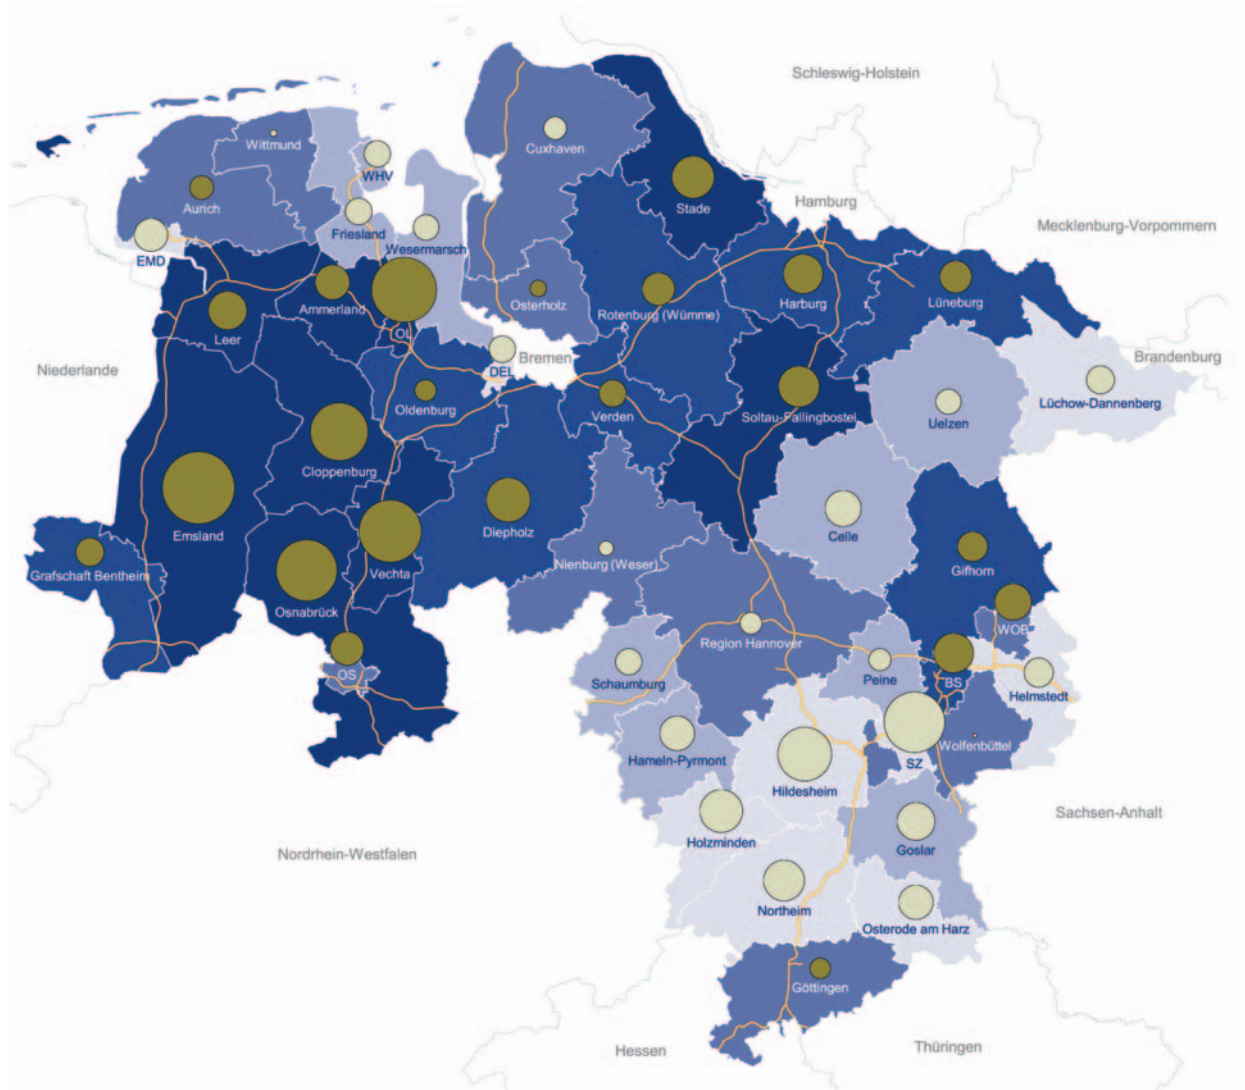 Schleswig-Holstein
Wittmund
Cuxhaven
WHV
Aurich
Stade
Hamburg
Friesland
Mecklenburg-Vorpommern
Wesermarsch
EMD
Ammerland
Osterholz
Harburg
Lüneburg
Rotenburg (Wümme)
Leer
OL
Bremen
Brandenburg
Niederlande
DEL
Lüchow-Dannenberg
Oldenburg
Verden
Soltau-Fallingbostel
Uelzen
Cloppenburg
Emsland
Diepholz
Celle
Nienburg (Weser)
Gifhorn
Grafschaft Bentheim
Vechta
Osnabrück
WOB
Region Hannover
OS
Schaumburg
Peine
BS
Helmstedt
Wolfenbüttel
Hameln-Pyrmont
SZ
Hildesheim
Sachsen-Anhalt
Holzminden
Goslar
Nordrhein-Westfalen
Northeim
Osterode am Harz
Göttingen
Hessen
Thüringen